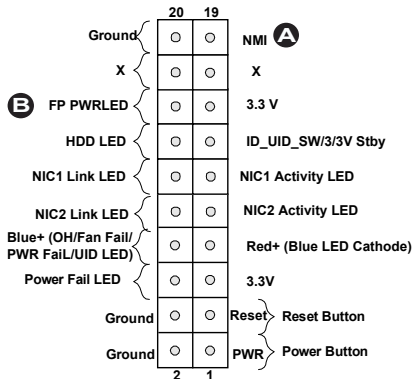 20 19
Ground NMI A
X X
B FP PWRLED 3.3 V
HDD LED ID_UID_SW/3/3V Stby
NIC1 Link LED NIC1 Activity LED
NIC2 Link LED NIC2 Activity LED
Blue+ (OH/Fan Fail/
PWR FaiL/UID LED) Red+ (Blue LED Cathode)
Power Fail LED 3.3V
Ground Reset Reset Button
Ground PWR Power Button
2 1